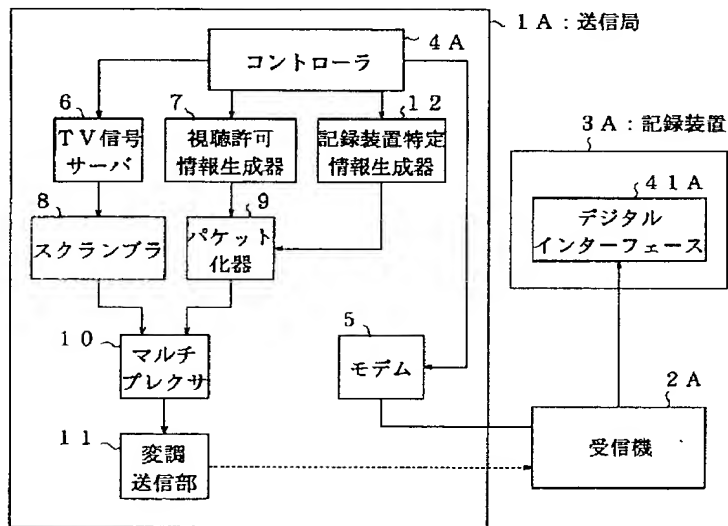 1A:送信局
4A
コントローラ
6
TV信号
サーバ
7
視聴許可
情報生成器
12
記録装置特定
情報生成器
3A:記録装置
41A
デジタル
インターフェース
8
スクランブラ
9
パケット
化器
10
マルチ
プレクサ
5
モデム
2A
受信機
11
変調
送信部